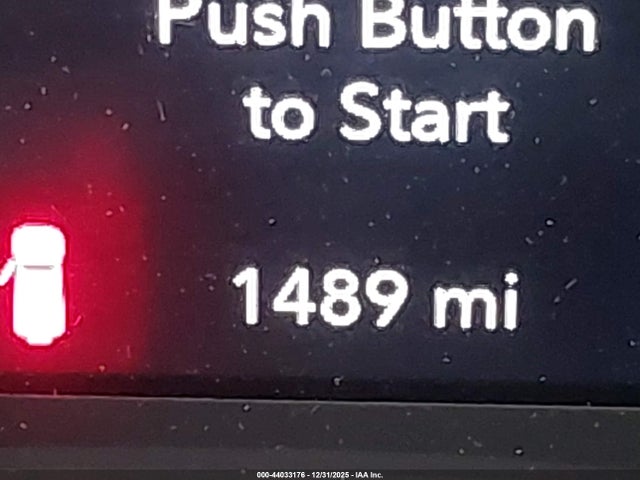 Push Button
to Start
1489 mi
000-44033176 - 12/31/2025 - IAA Inc.